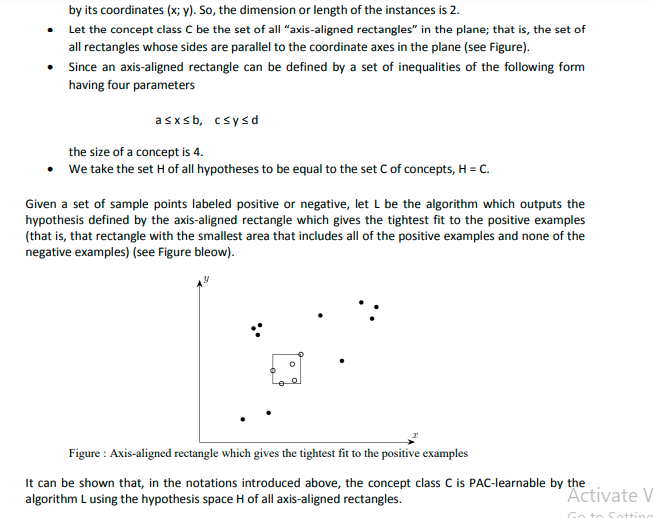 by its coordinates (x; y). So, the dimension or length of the instances is 2.
• Let the concept class C be the set of all “axis-aligned rectangles” in the plane; that is, the set of
all rectangles whose sides are parallel to the coordinate axes in the plane (see Figure).
• Since an axis-aligned rectangle can be defined by a set of inequalities of the following form
having four parameters
a ≤ x ≤ b, c ≤ y ≤ d
the size of a concept is 4.
• We take the set H of all hypotheses to be equal to the set C of concepts, H = C.
Given a set of sample points labeled positive or negative, let L be the algorithm which outputs the
hypothesis defined by the axis-aligned rectangle which gives the tightest fit to the positive examples
(that is, that rectangle with the smallest area that includes all of the positive examples and none of the
negative examples) (see Figure bleow).
y
x
Figure : Axis-aligned rectangle which gives the tightest fit to the positive examples
It can be shown that, in the notations introduced above, the concept class C is PAC-learnable by the
algorithm L using the hypothesis space H of all axis-aligned rectangles.
Activate
Go to Setting